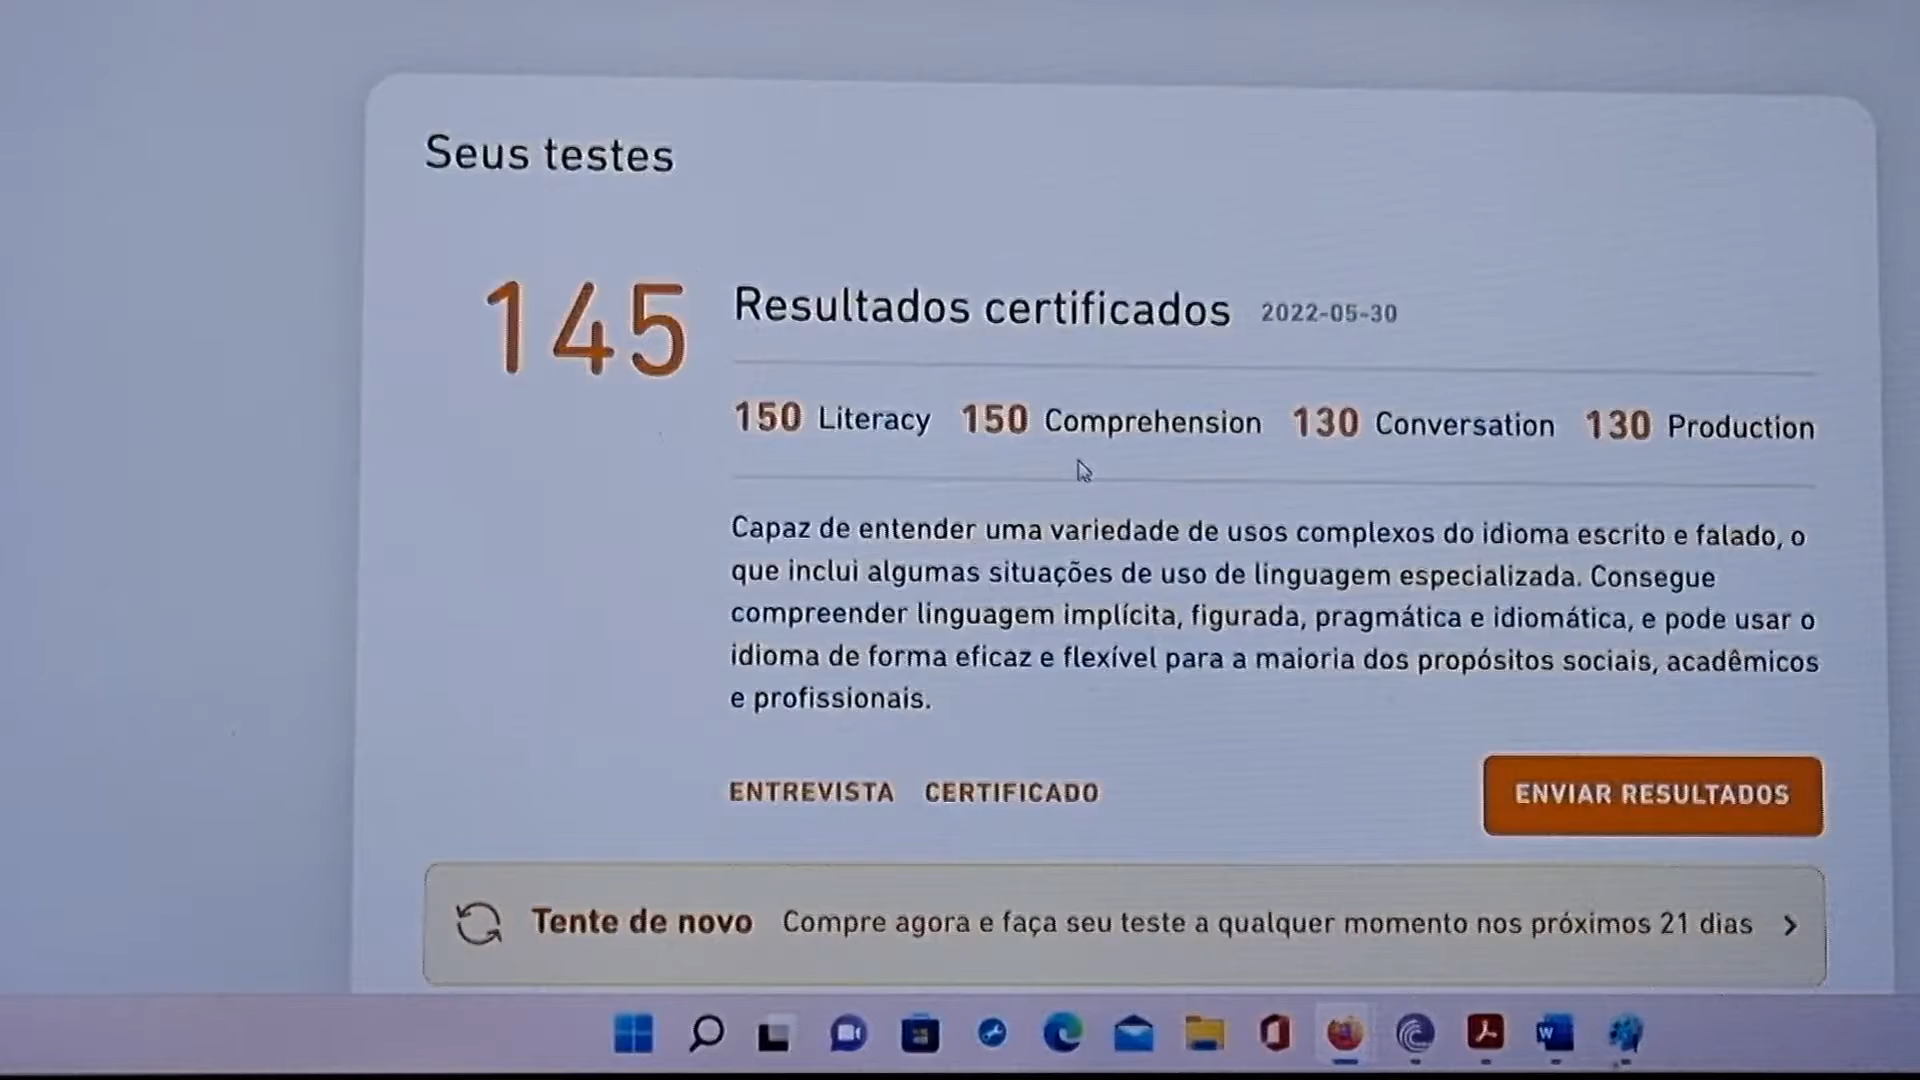 Seus testes
145
Resultados certificados 2022-05-30
150 Literacy 150 Comprehension 130 Conversation 130 Production
Capaz de entender uma variedade de usos complexos do idioma escrito e falado, o
que inclui algumas situações de uso de linguagem especializada. Consegue
compreender linguagem implícita, figurada, pragmática e idiomática, e pode usar o
idioma de forma eficaz e flexível para a maioria dos propósitos sociais, acadêmicos
e profissionais.
ENTREVISTA CERTIFICADO
ENVIAR RESULTADOS
Tente de novo Compre agora e faça seu teste a qualquer momento nos próximos 21 dias